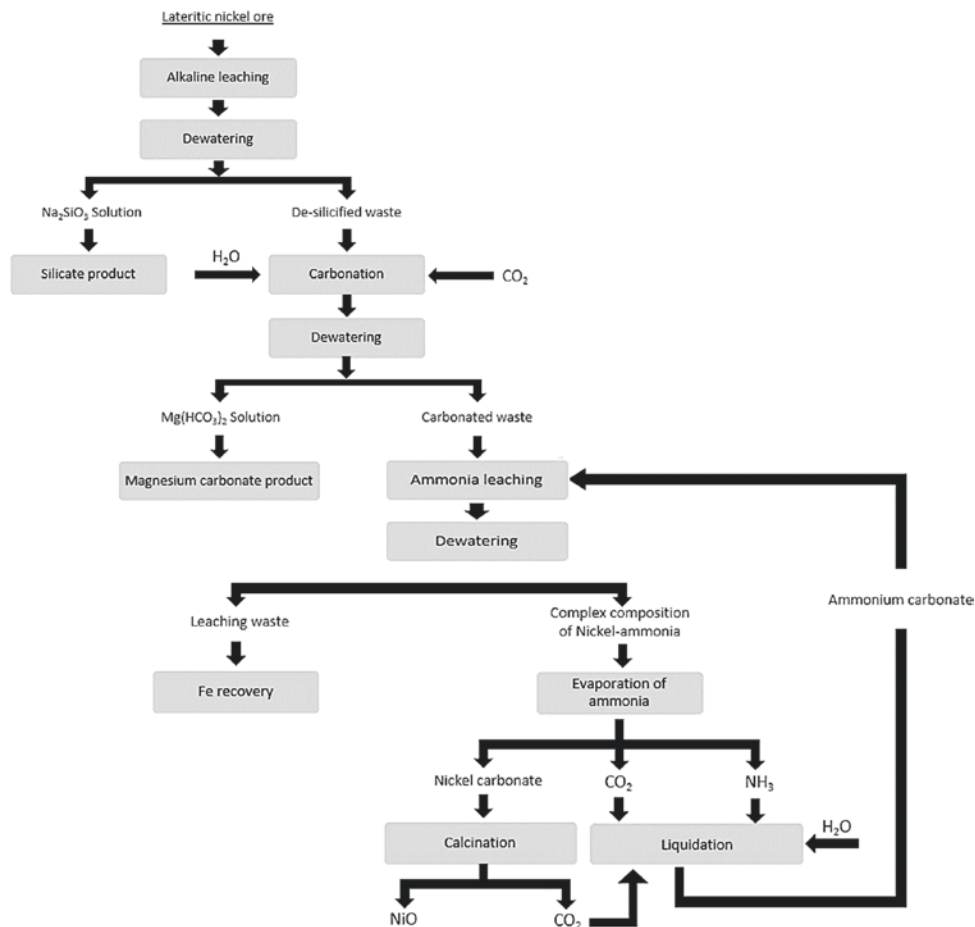 Lateritic nickel ore
Alkaline leaching
Dewatering
Na₂SiO₃ Solution
De-silicified waste
Silicate product
H₂O
Carbonation
CO₂
Dewatering
Mg(HCO₃)₂ Solution
Carbonated waste
Magnesium carbonate product
Ammonia leaching
Dewatering
Ammonium carbonate
Leaching waste
Complex composition
of Nickel-ammonia
Fe recovery
Evaporation of
ammonia
Nickel carbonate
CO₂
NH₃
Calcination
Liquidation
H₂O
NiO
CO₂